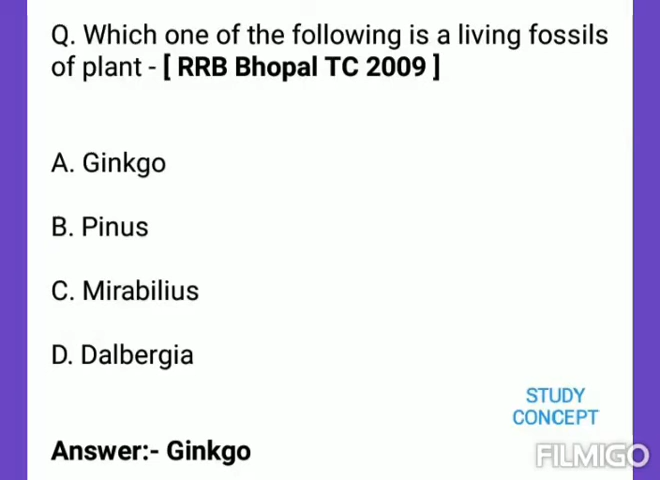 Q. Which one of the following is a living fossils
of plant - [ RRB Bhopal TC 2009 ]
A. Ginkgo
B. Pinus
C. Mirabilius
D. Dalbergia
STUDY
CONCEPT
Answer:- Ginkgo
FILMIGO